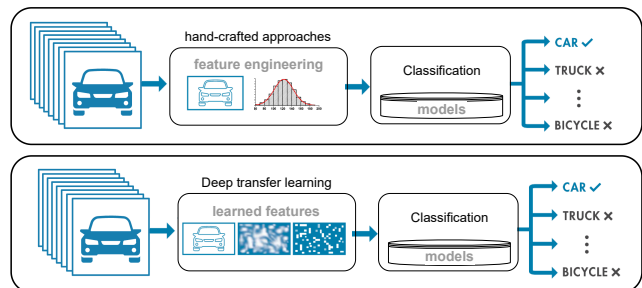 hand-crafted approaches
feature engineering
Classification
models
CAR ✓
TRUCK ×
⋮
BICYCLE ×
Deep transfer learning
learned features
Classification
models
CAR ✓
TRUCK ×
⋮
BICYCLE ×